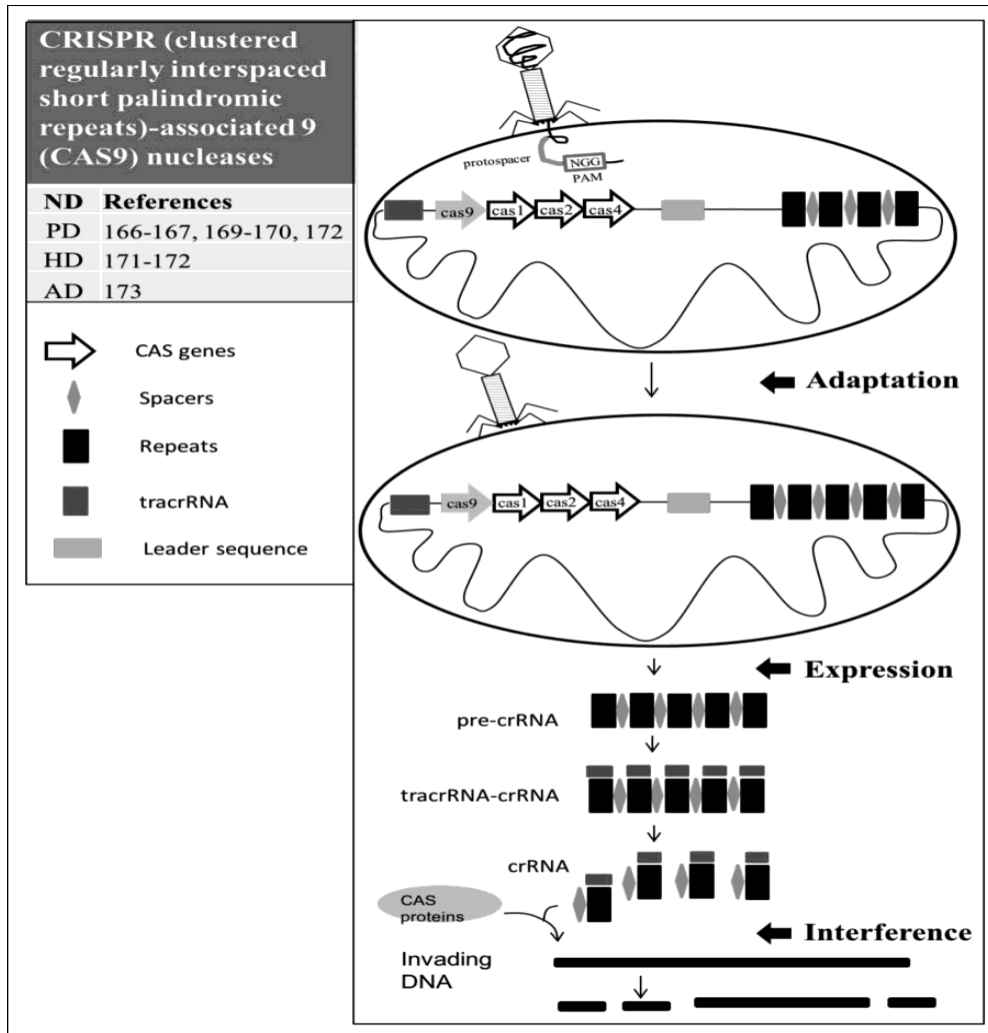 CRISPR (clustered
regularly interspaced
short palindromic
repeats)-associated 9
(CAS9) nucleases
ND References
PD 166-167, 169-170, 172
HD 171-172
AD 173
CAS genes
Spacers
Repeats
tracrRNA
Leader sequence
protospacer
NGG
PAM
cas9 cas1 cas2 cas4
Adaptation
cas9 cas1 cas2 cas4
Expression
pre-crRNA
tracrRNA-crRNA
crRNA
CAS
proteins
Interference
Invading
DNA